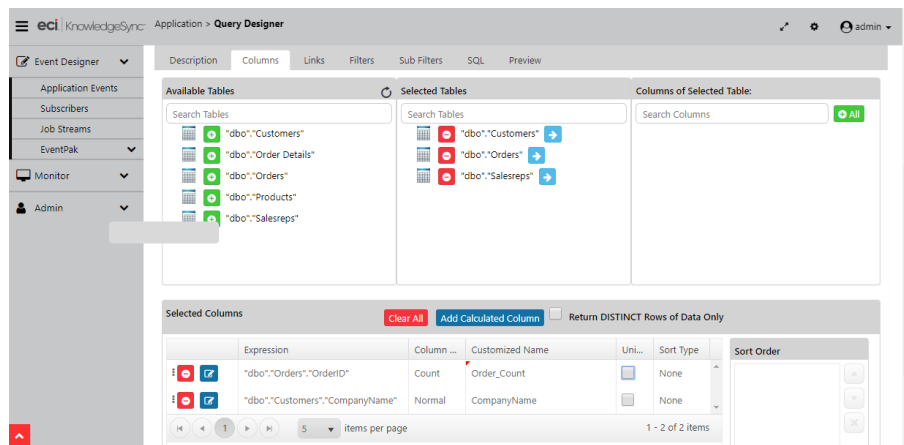 eci KnowledgeSync
Application > Query Designer
admin
Event Designer
Application Events
Subscribers
Job Streams
EventPak
Monitor
Admin
Description Columns Links Filters Sub Filters SQL Preview
Available Tables
Search Tables
"dbo"."Customers"
"dbo"."Order Details"
"dbo"."Orders"
"dbo"."Products"
"dbo"."Salesreps"
Selected Tables
Search Tables
"dbo"."Customers"
"dbo"."Orders"
"dbo"."Salesreps"
Columns of Selected Table:
Search Columns
All
Selected Columns
Clear All
Add Calculated Column
Return DISTINCT Rows of Data Only
Expression Column ... Customized Name Uni... Sort Type
"dbo"."Orders"."OrderID" Count Order_Count None
"dbo"."Customers"."CompanyName" Normal CompanyName None
1 5 items per page 1 - 2 of 2 items
Sort Order